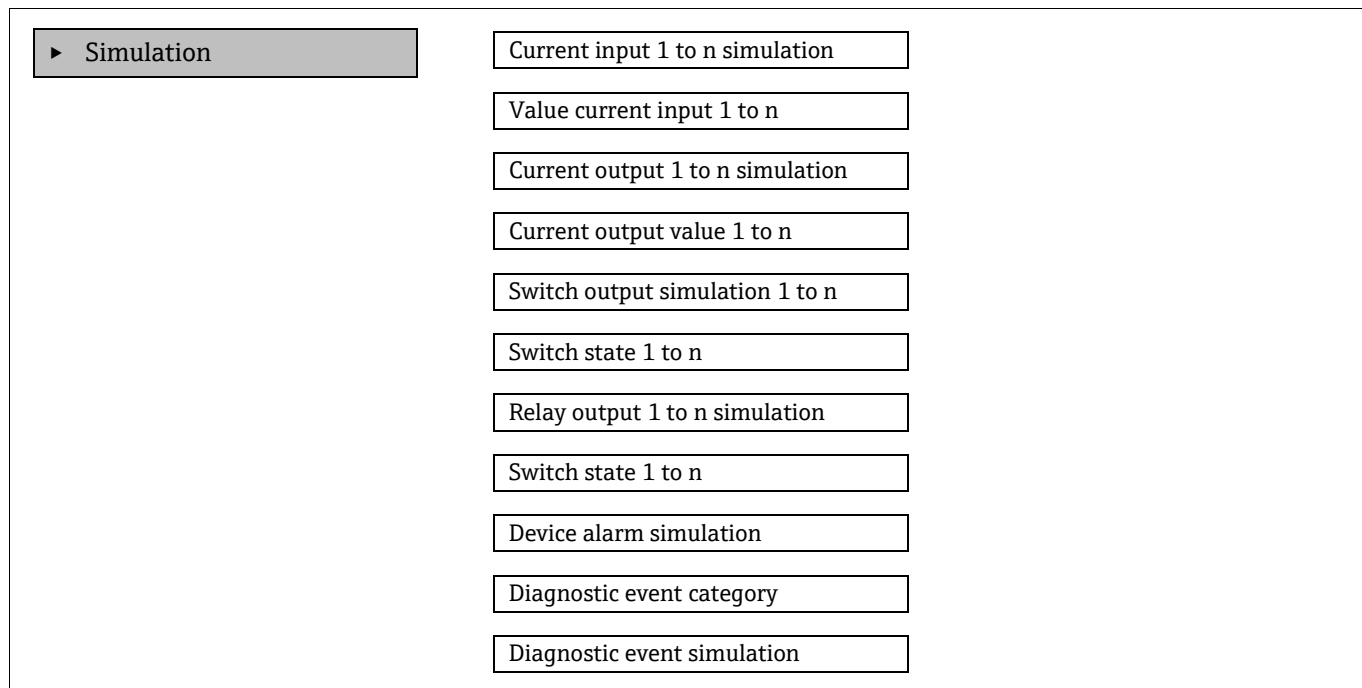 ▶ Simulation
Current input 1 to n simulation
Value current input 1 to n
Current output 1 to n simulation
Current output value 1 to n
Switch output simulation 1 to n
Switch state 1 to n
Relay output 1 to n simulation
Switch state 1 to n
Device alarm simulation
Diagnostic event category
Diagnostic event simulation